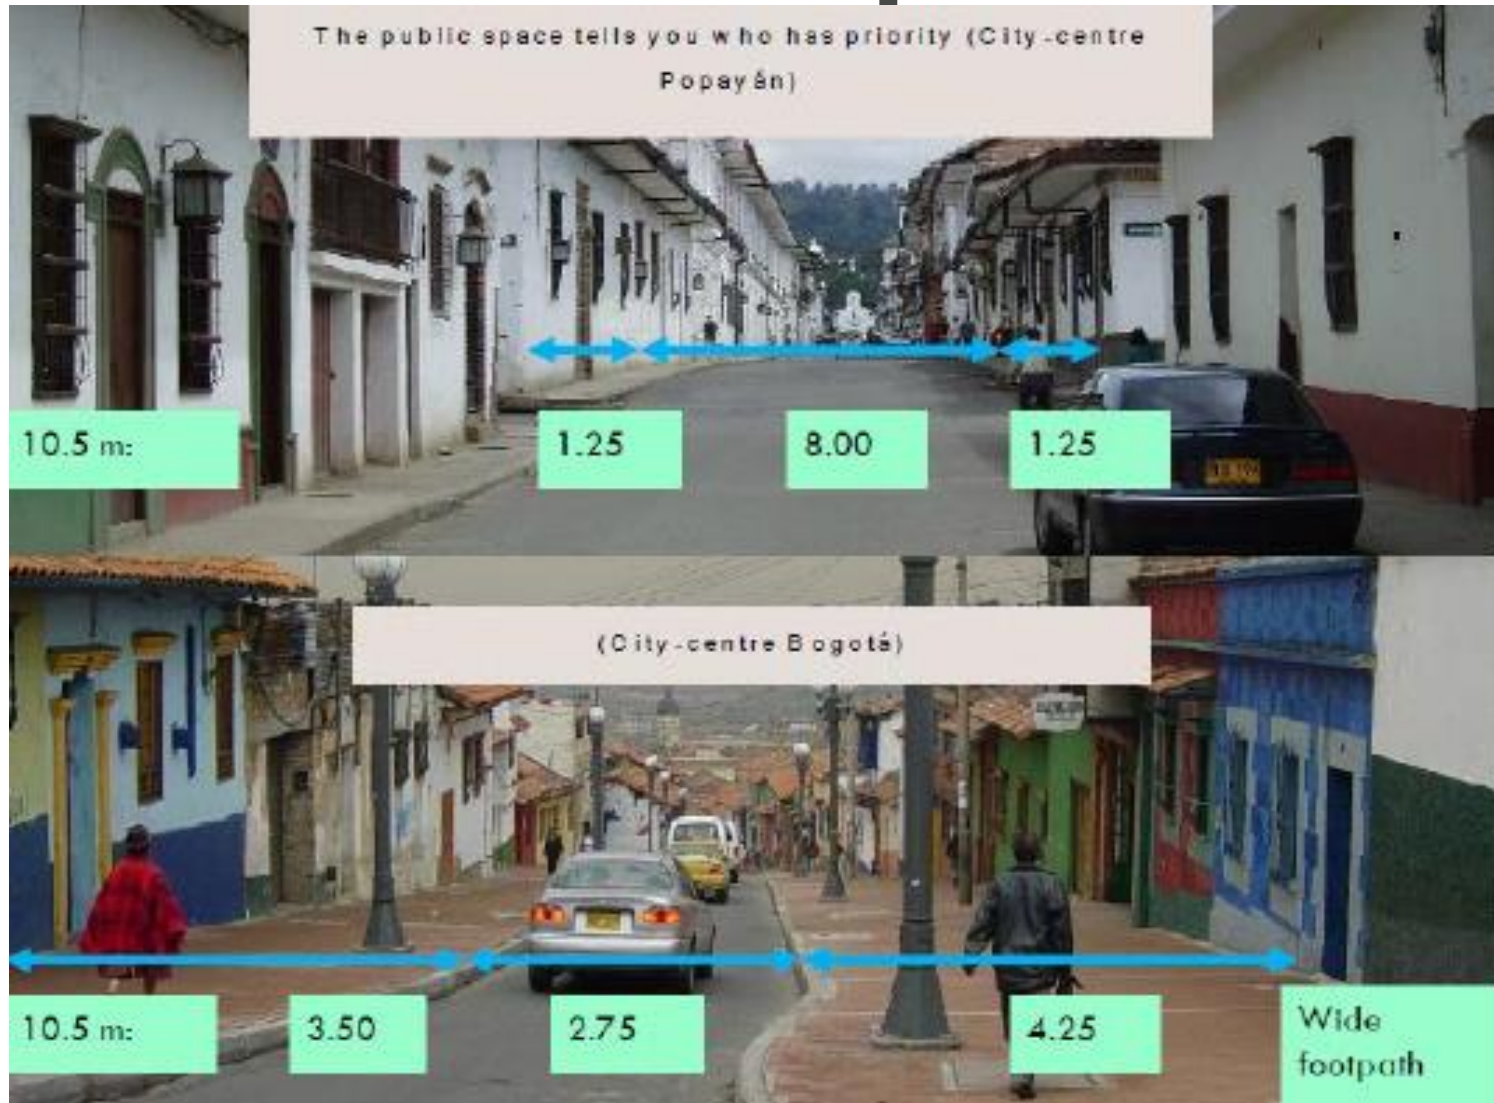 The public space tells you who has priority (City-centre
Popayán)
10.5 m:
1.25
8.00
1.25
(City-centre Bogotá)
10.5 m:
3.50
2.75
4.25
Wide
footpath